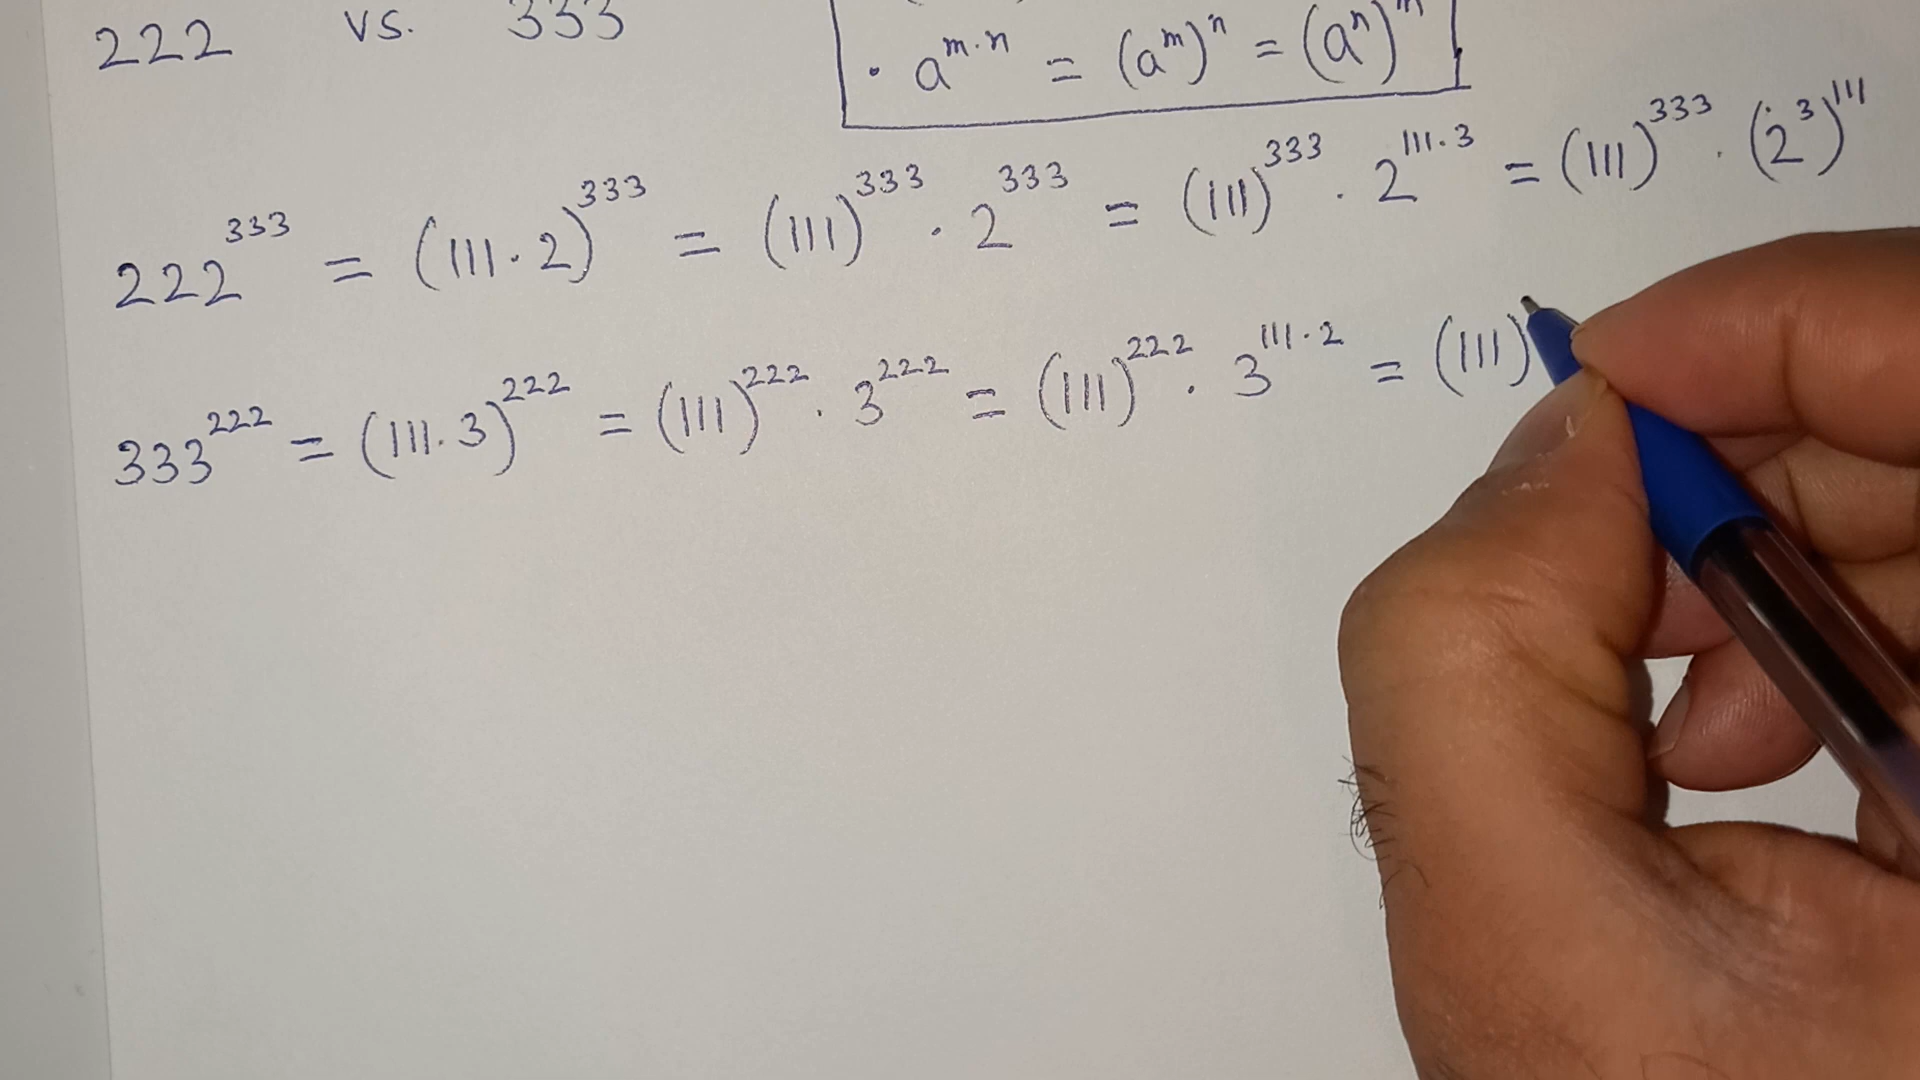 222 vs. 333
· a^{m·n} = (a^m)^n = (a^n)^m
222^{333} = (111·2)^{333} = (111)^{333} · 2^{333} = (111)^{333} · 2^{111·3} = (111)^{333} · (2^3)^{111}
333^{222} = (111·3)^{222} = (111)^{222} · 3^{222} = (111)^{222} · 3^{111·2} = (111)